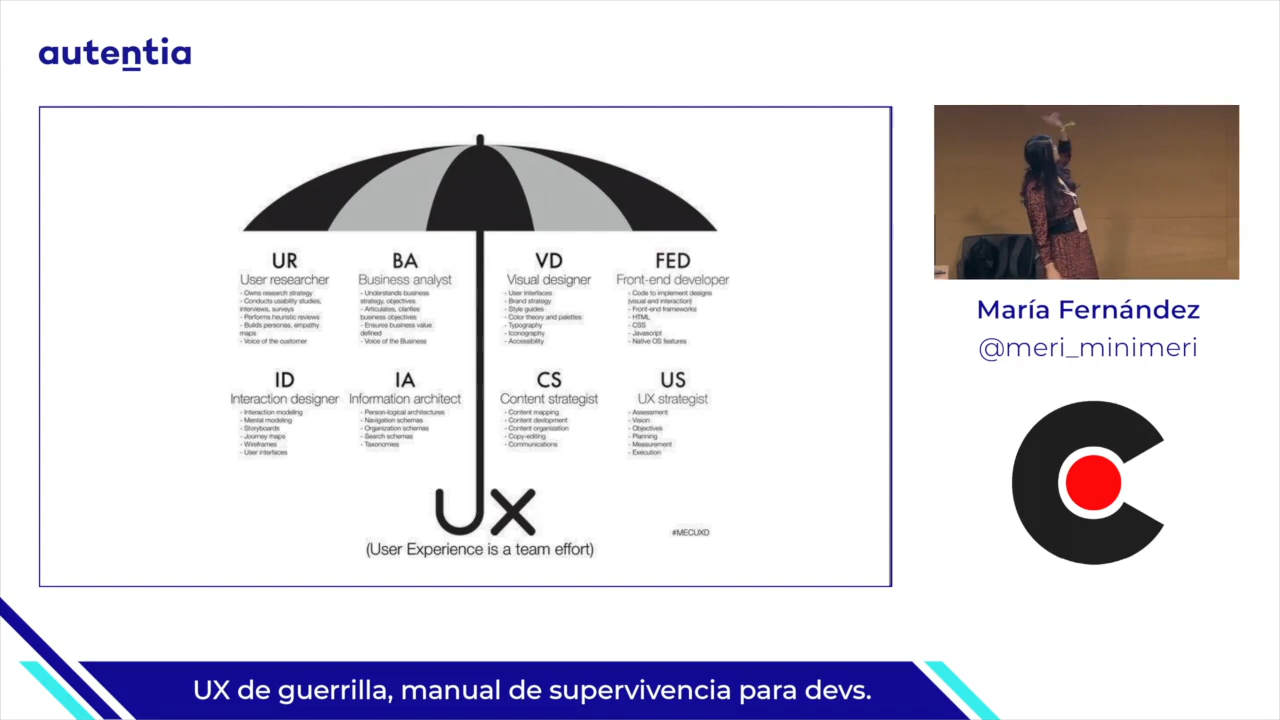 autentia
UR
User researcher
- Owns research strategy
- Conducts usability studies,
interviews, surveys
- Performs heuristic reviews
- Builds personas, empathy
maps
- Voice of the customer
BA
Business analyst
- Understands business
strategy, objectives
- Articulates, clarifies
business objectives
- Ensures business value
defined
- Voice of the Business
VD
Visual designer
- User Interfaces
- Brand strategy
- Style guides
- Color theory and palettes
- Typography
- Iconography
- Accessibility
FED
Front-end developer
- Code to implement designs
(visual and interaction)
- Front-end frameworks
- HTML
- CSS
- Javascript
- Native OS features
ID
Interaction designer
- Interaction modeling
- Mental modeling
- Storyboards
- Journey maps
- Wireframes
- User interfaces
IA
Information architect
- Person-logical architectures
- Navigation schemas
- Organization schemas
- Search schemas
- Taxonomies
CS
Content strategist
- Content mapping
- Content devlopment
- Content organization
- Copy-editing
- Communications
US
UX strategist
- Assessment
- Vision
- Objectives
- Planning
- Measurement
- Execution
UX
(User Experience is a team effort)
#MECUXD
María Fernández
@meri_minimeri
UX de guerrilla, manual de supervivencia para devs.